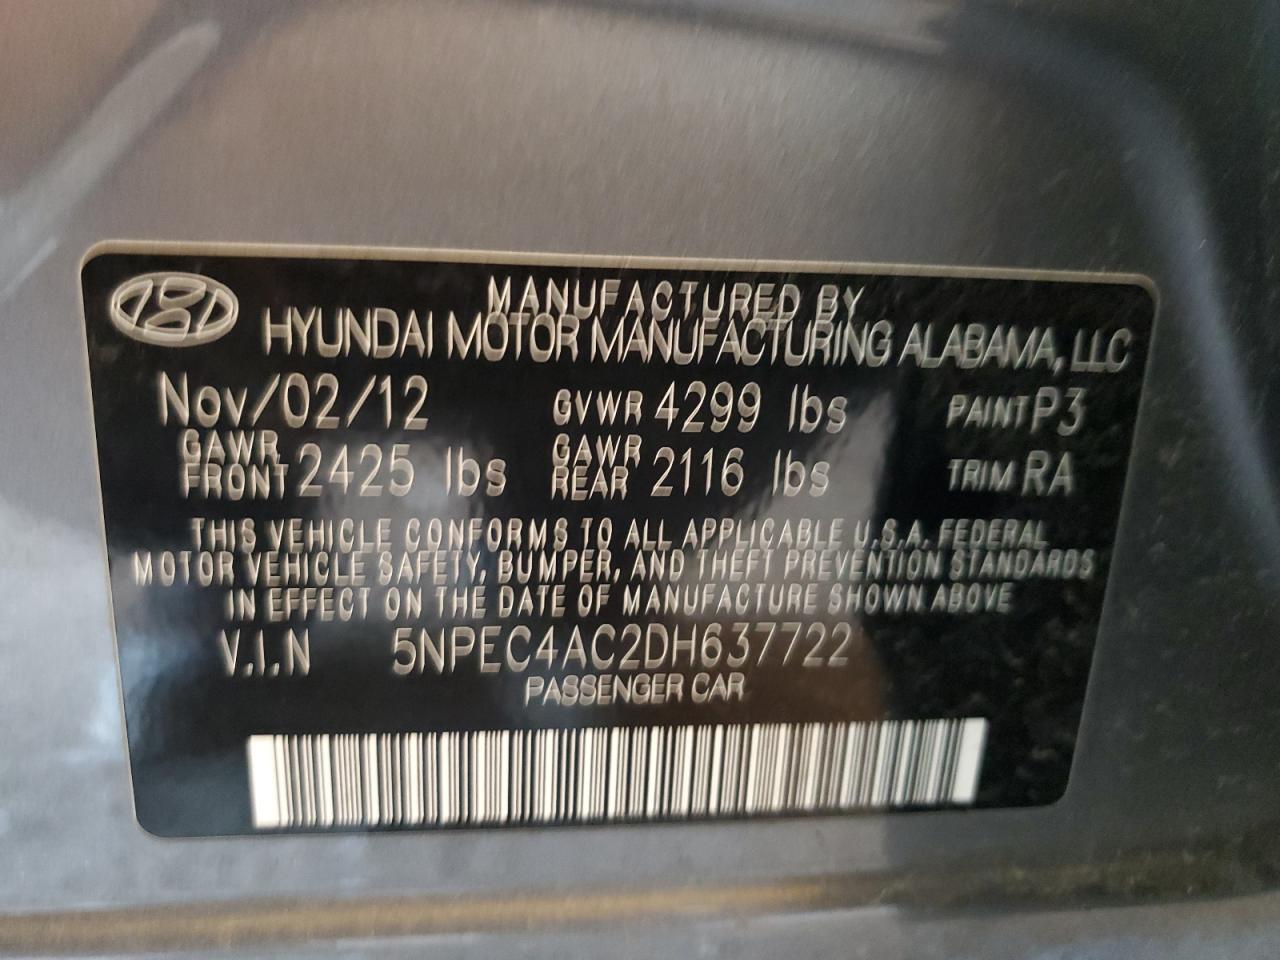 MANUFACTURED BY
HYUNDAI MOTOR MANUFACTURING ALABAMA, LLC
Nov/02/12 GVWR 4299 lbs PAINT P3
GAWR FRONT 2425 lbs GAWR REAR 2116 lbs TRIM RA
THIS VEHICLE CONFORMS TO ALL APPLICABLE U.S.A. FEDERAL
MOTOR VEHICLE SAFETY, BUMPER, AND THEFT PREVENTION STANDARDS
IN EFFECT ON THE DATE OF MANUFACTURE SHOWN ABOVE
V.I.N 5NPEC4AC2DH637722
PASSENGER CAR